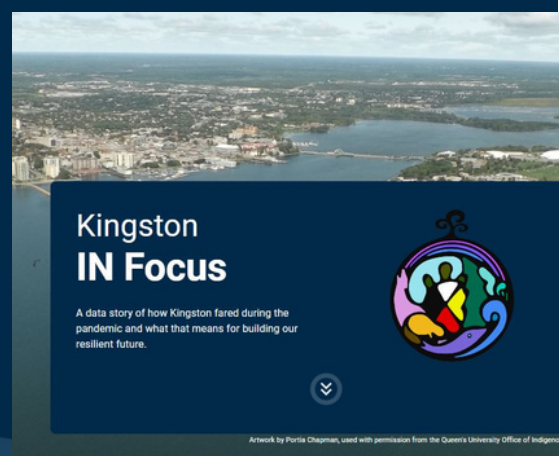 Kingston
IN Focus
A data story of how Kingston fared during the
pandemic and what that means for building our
resilient future.
Artwork by Portia Chapman, used with permission from the Queen's University Office of